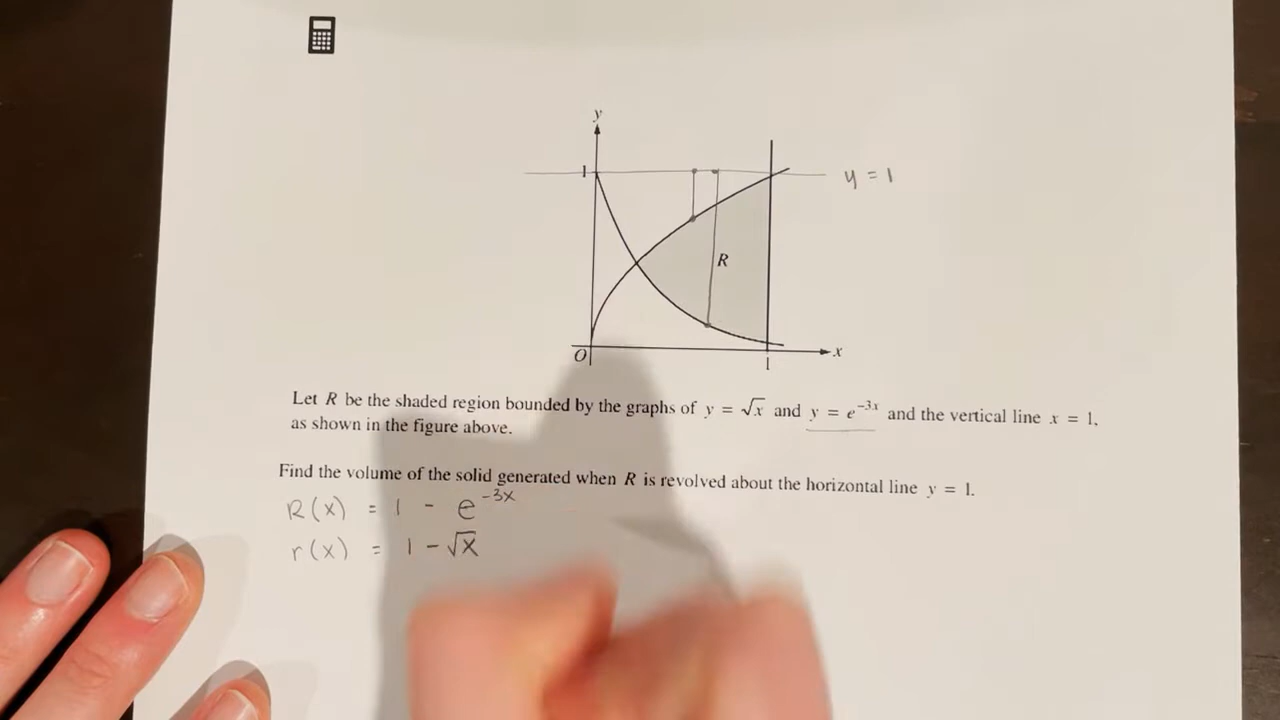 y
1
y = 1
R
O
1
x
Let R be the shaded region bounded by the graphs of y = √x and y = e^{-3x} and the vertical line x = 1,
as shown in the figure above.
Find the volume of the solid generated when R is revolved about the horizontal line y = 1.
R(x) = 1 - e^{-3x}
r(x) = 1 - √x